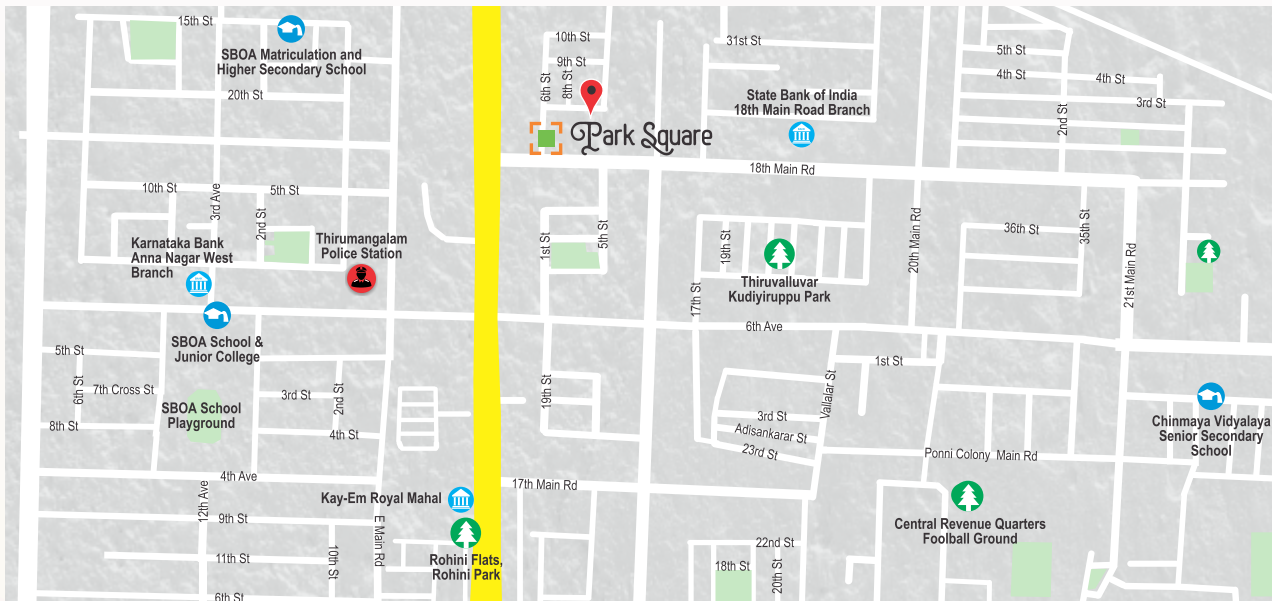 15th St
SBOA Matriculation and
Higher Secondary School
20th St
10th St
9th St
8th St
6th St
31st St
State Bank of India
18th Main Road Branch
5th St
4th St
4th St
3rd St
2nd St
Park Square
18th Main Rd
10th St
3rd Ave
5th St
2nd St
Karnataka Bank
Anna Nagar West
Branch
Thirumangalam
Police Station
1st St
5th St
19th St
Thiruvalluvar
Kudiyiruppu Park
17th St
20th Main Rd
36th St
35th St
21st Main Rd
6th Ave
SBOA School &
Junior College
5th St
6th St
7th Cross St
8th St
SBOA School
Playground
3rd St
2nd St
4th St
19th St
1st St
Vallalar St
3rd St
Adisankarar St
23rd St
Chinmaya Vidyalaya
Senior Secondary
School
Ponni Colony Main Rd
4th Ave
12th Ave
Kay-Em Royal Mahal
17th Main Rd
9th St
E Main Rd
11th St
10th St
6th St
Rohini Flats,
Rohini Park
Central Revenue Quarters
Foolball Ground
22nd St
18th St
20th St